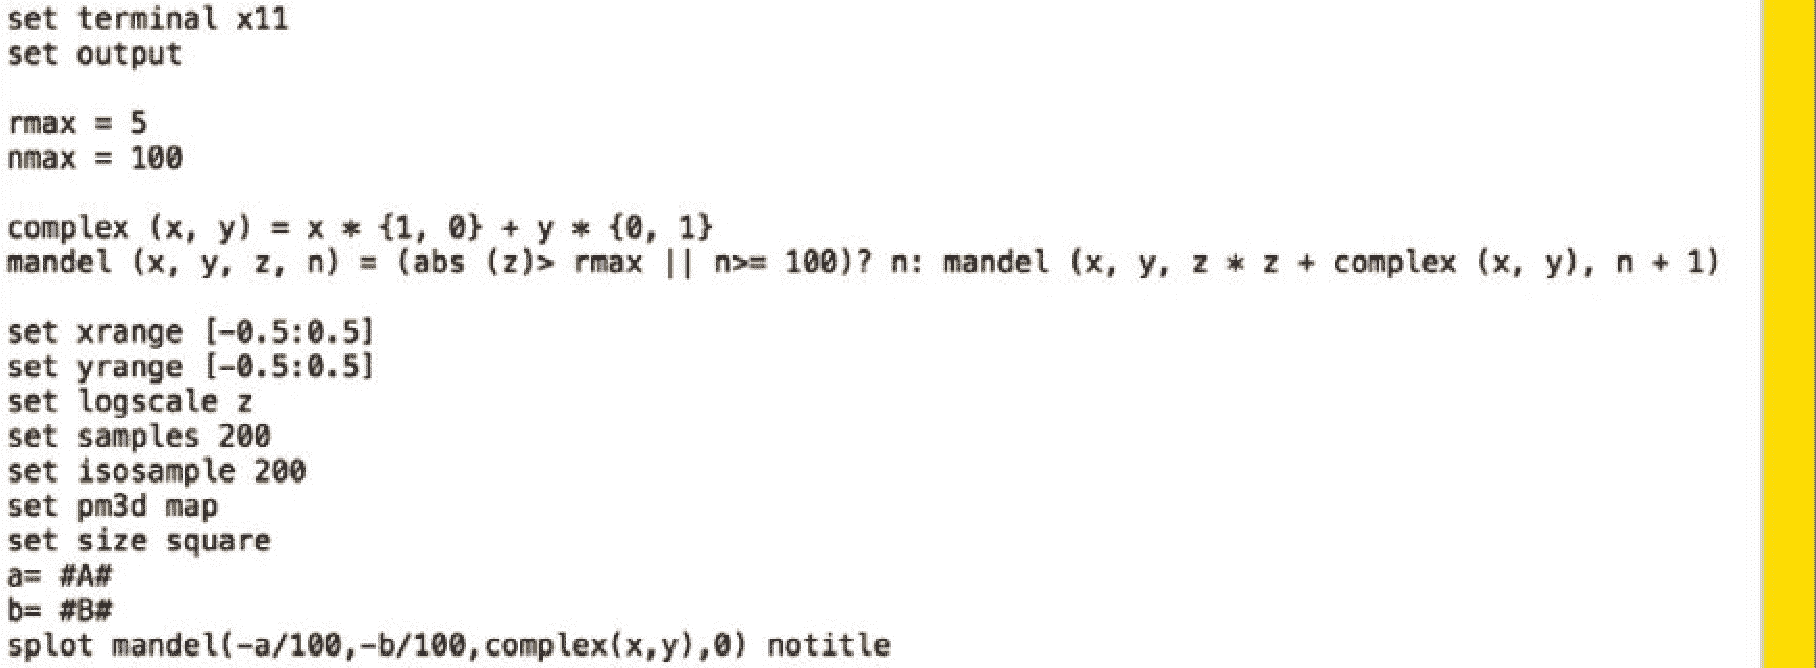 set terminal x11
set output
rmax = 5
nmax = 100
complex (x, y) = x * {1, 0} + y * {0, 1}
mandel (x, y, z, n) = (abs (z)> rmax || n>= 100)? n: mandel (x, y, z * z + complex (x, y), n + 1)
set xrange [-0.5:0.5]
set yrange [-0.5:0.5]
set logscale z
set samples 200
set isosample 200
set pm3d map
set size square
a= #A#
b= #B#
splot mandel(-a/100,-b/100,complex(x,y),0) notitle